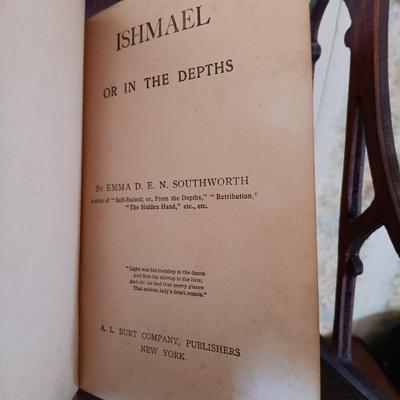 ISHMAEL
OR IN THE DEPTHS
By EMMA D. E. N. SOUTHWORTH
Author of "Self-Raised; or, From the Depths," "Retribution,"
"The Hidden Hand," etc., etc.
"Light was his footstep in the dance
And firm his stirrup in the lists;
And oh! he had that merry glance
That seldom lady's heart resists."
A. L. BURT COMPANY, PUBLISHERS
NEW YORK